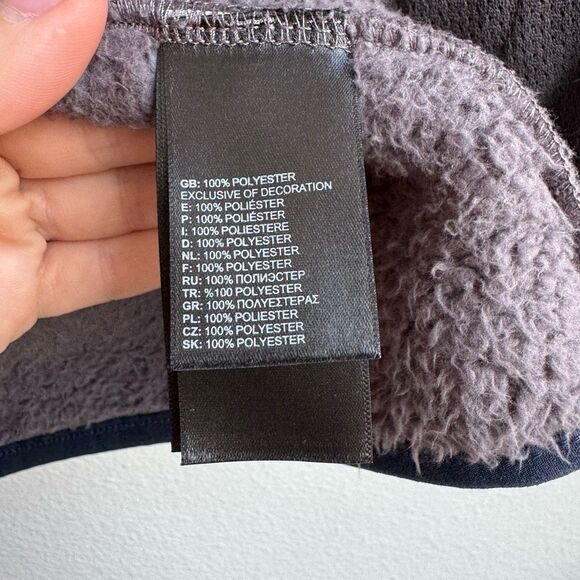 GB: 100% POLYESTER
EXCLUSIVE OF DECORATION
E: 100% POLIÉSTER
P: 100% POLIÉSTER
I: 100% POLIESTERE
D: 100% POLYESTER
NL: 100% POLYESTER
F: 100% POLYESTER
RU: 100% ПОЛИЭСТЕР
TR: %100 POLYESTER
GR: 100% ΠΟΛΥΕΣΤΕΡΑΣ
PL: 100% POLIESTER
CZ: 100% POLYESTER
SK: 100% POLYESTER